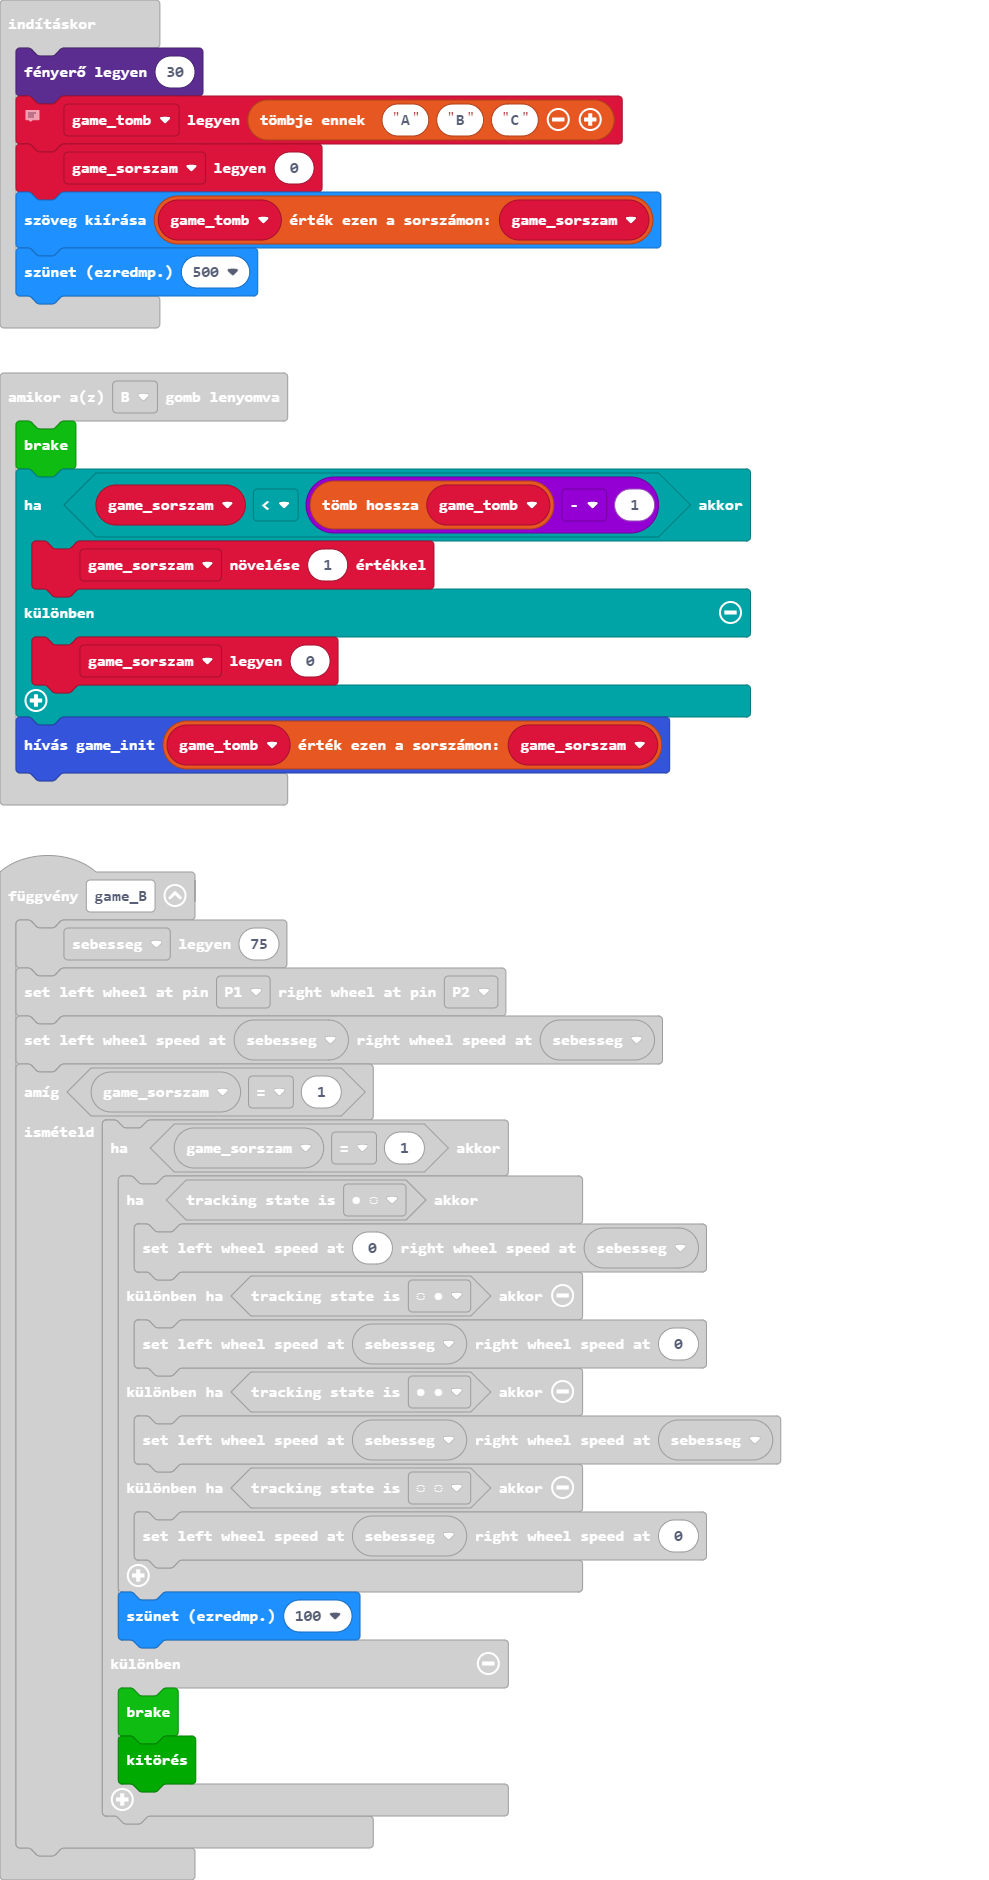 indításkor
fényerő legyen 30
game_tomb legyen tömbje ennek "A" "B" "C"
game_sorszam legyen 0
szöveg kiírása game_tomb érték ezen a sorszámon: game_sorszam
szünet (ezredmp.) 500
amikor a(z) B gomb lenyomva
brake
ha game_sorszam < tömb hossza game_tomb - 1 akkor
game_sorszam növelése 1 értékkel
különben
game_sorszam legyen 0
hívás game_init game_tomb érték ezen a sorszámon: game_sorszam
függvény game_B
sebesseg legyen 75
set left wheel at pin P1 right wheel at pin P2
set left wheel speed at sebesseg right wheel speed at sebesseg
amíg game_sorszam = 1
ismételd
ha game_sorszam = 1 akkor
ha tracking state is ● ◌ akkor
set left wheel speed at 0 right wheel speed at sebesseg
különben ha tracking state is ◌ ● akkor
set left wheel speed at sebesseg right wheel speed at 0
különben ha tracking state is ● ● akkor
set left wheel speed at sebesseg right wheel speed at sebesseg
különben ha tracking state is ◌ ◌ akkor
set left wheel speed at sebesseg right wheel speed at 0
szünet (ezredmp.) 100
különben
brake
kitörés